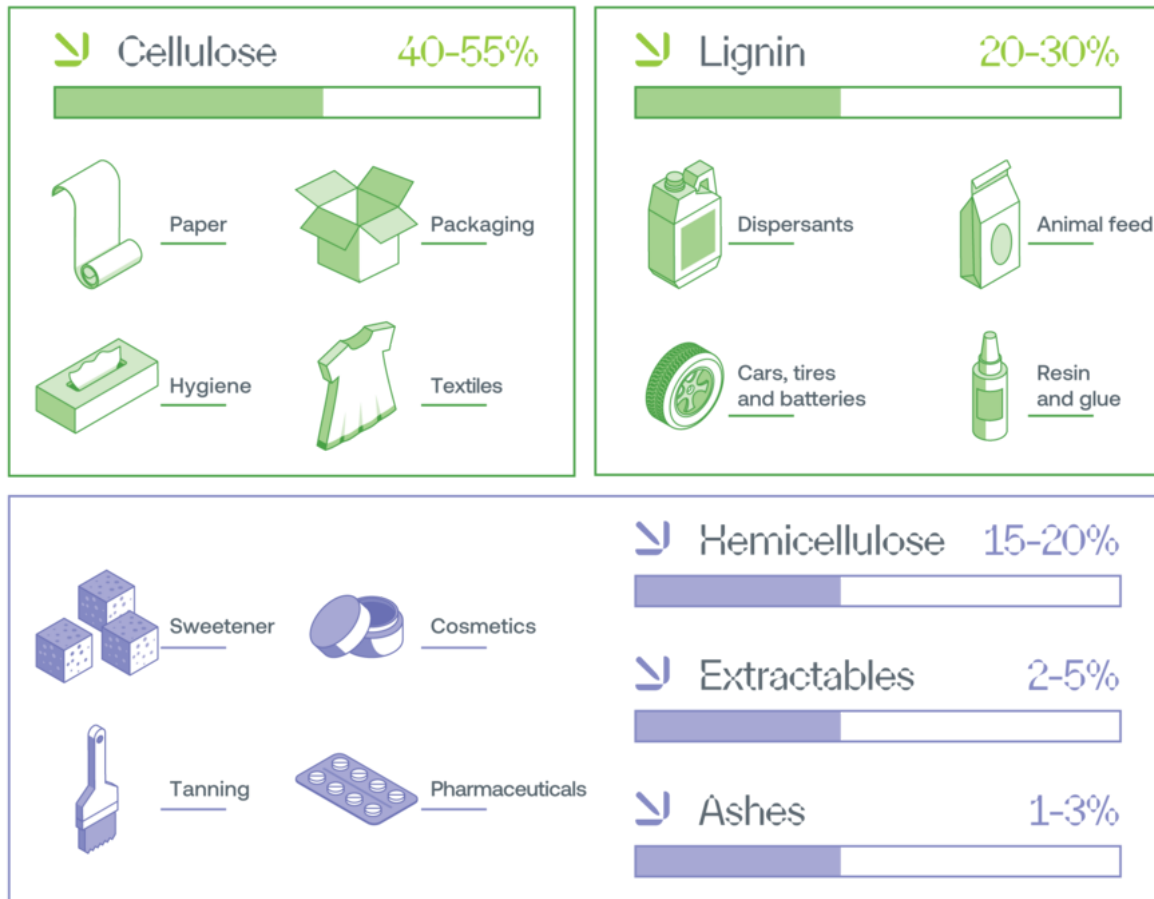 Cellulose 40-55%
Paper
Packaging
Hygiene
Textiles
Lignin 20-30%
Dispersants
Animal feed
Cars, tires
and batteries
Resin
and glue
Sweetener
Cosmetics
Tanning
Pharmaceuticals
Hemicellulose 15-20%
Extractables 2-5%
Ashes 1-3%